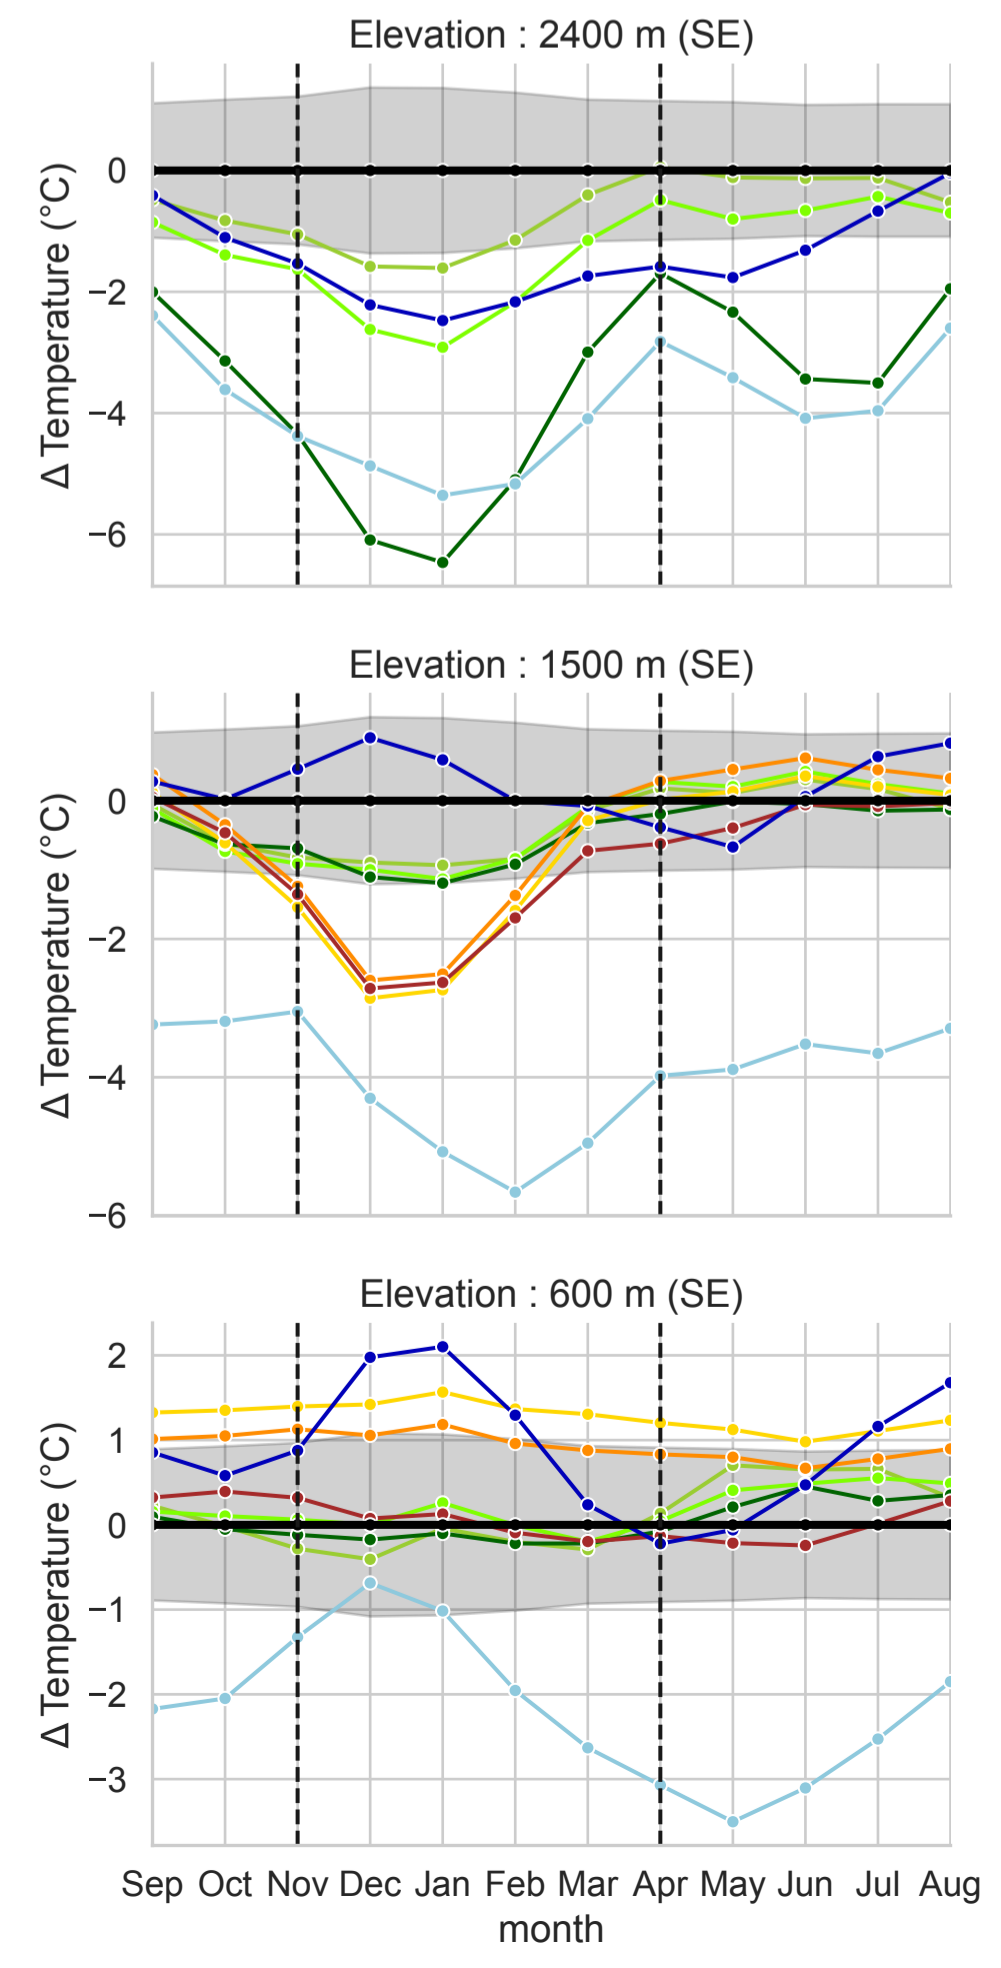 Elevation : 2400 m (SE)
Δ Temperature (°C)
0
−2
−4
−6
Elevation : 1500 m (SE)
Δ Temperature (°C)
0
−2
−4
−6
Elevation : 600 m (SE)
Δ Temperature (°C)
2
1
0
−1
−2
−3
Sep Oct Nov Dec Jan Feb Mar Apr May Jun Jul Aug
month